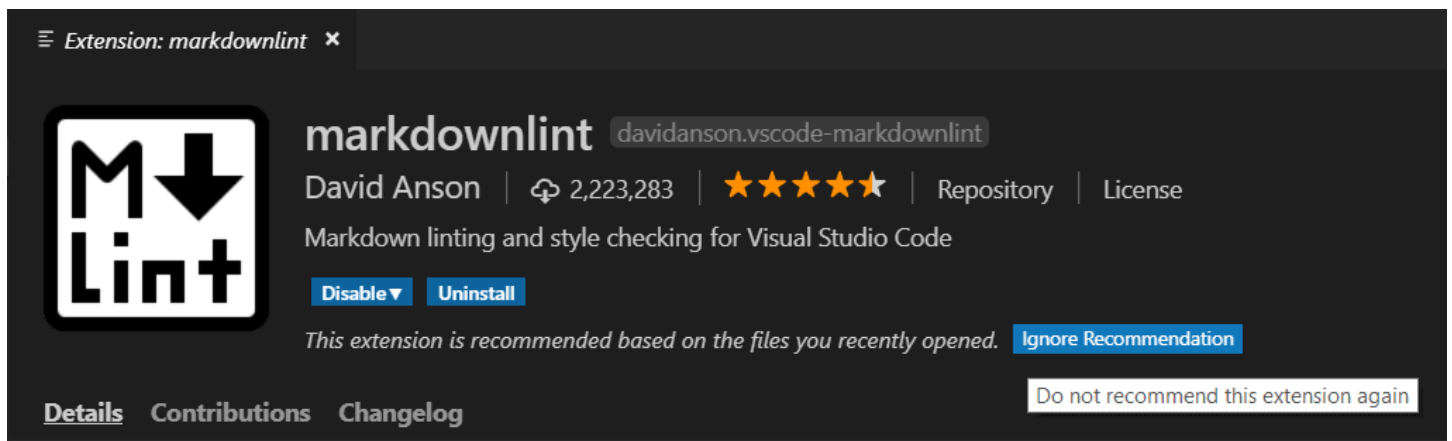 Extension: markdownlint
M
Lint
markdownlint davidanson.vscode-markdownlint
David Anson 2,223,283 Repository License
Markdown linting and style checking for Visual Studio Code
Disable Uninstall
This extension is recommended based on the files you recently opened. Ignore Recommendation
Do not recommend this extension again
Details Contributions Changelog